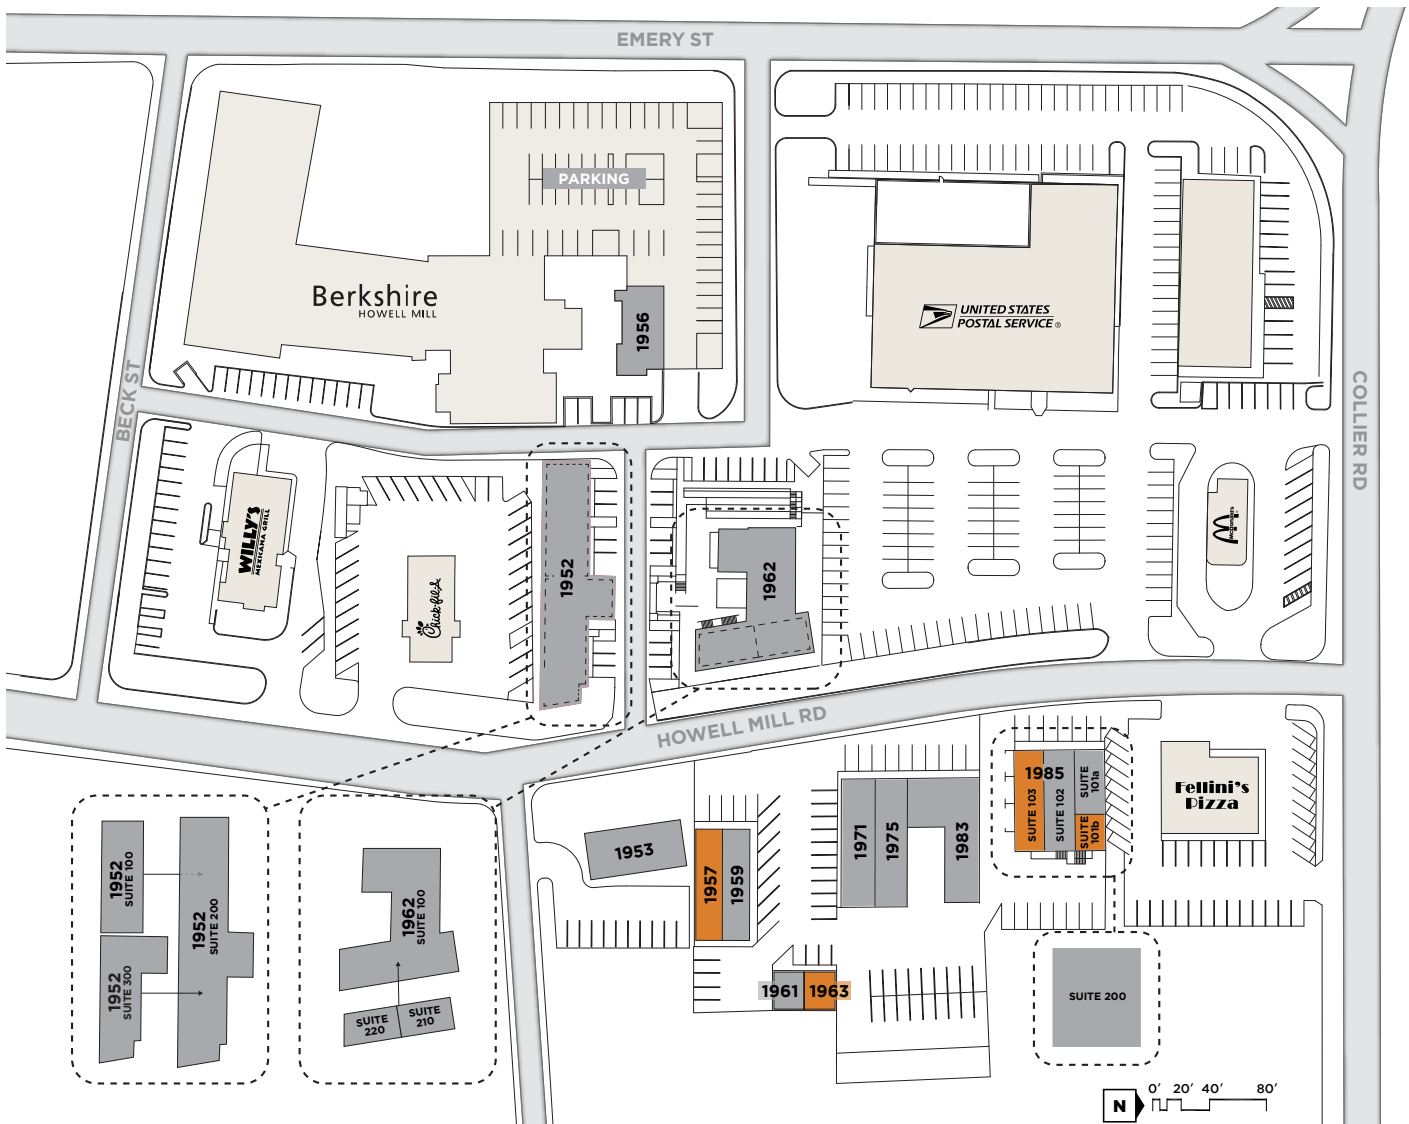 EMERY ST
PARKING
Berkshire
HOWELL MILL
1956
UNITED STATES
POSTAL SERVICE®
BECK ST
COLLIER RD
WILLY'S
MEXICANA GRILL
Chick-fil-A
1952
1962
McDonald's
HOWELL MILL RD
1985
SUITE 103
SUITE 102
SUITE
101a
SUITE
101b
Fellini's
Pizza
1953
1957
1959
1971
1975
1983
1952
SUITE 100
1952
SUITE 200
1952
SUITE 300
1962
SUITE 100
SUITE
220
SUITE
210
1961
1963
SUITE 200
N
0' 20' 40' 80'